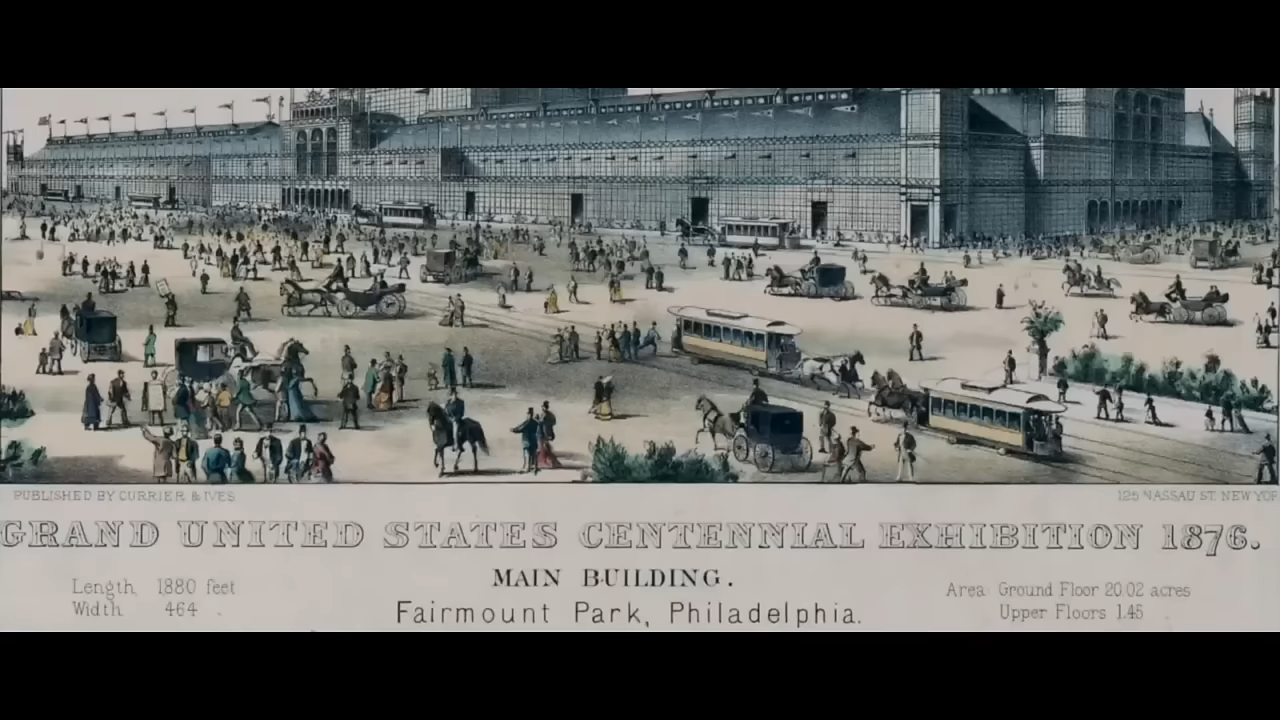 PUBLISHED BY CURRIER & IVES
125 NASSAU ST. NEW YOR
GRAND UNITED STATES CENTENNIAL EXHIBITION 1876.
MAIN BUILDING.
Fairmount Park, Philadelphia.
Length 1880 feet
Width 464
Area Ground Floor 20.02 acres
Upper Floors 1.45